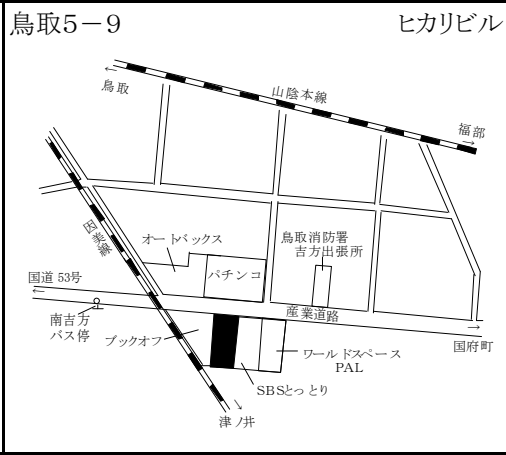 鳥取5－9
ヒカリビル
山陰本線
←
鳥取
福部
→
因美線
オートバックス
パチンコ
鳥取消防署
吉方出張所
国道 53号
←
南吉方
バス停
産業道路
→
国府町
ブックオフ
ワールドスペース
PAL
SBSとっとり
→
津ノ井